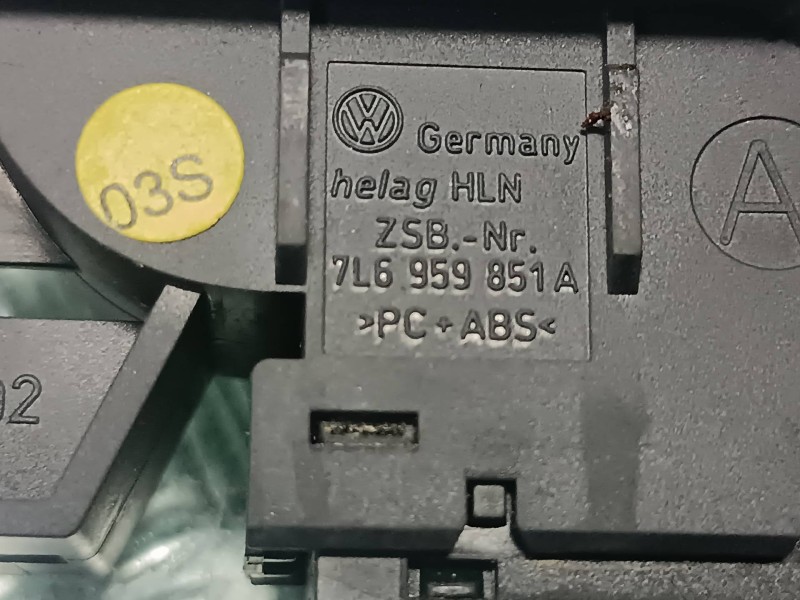 03S
Germany
helag HLN
ZSB.-Nr.
7L6 959 851 A
>PC + ABS<
A
02